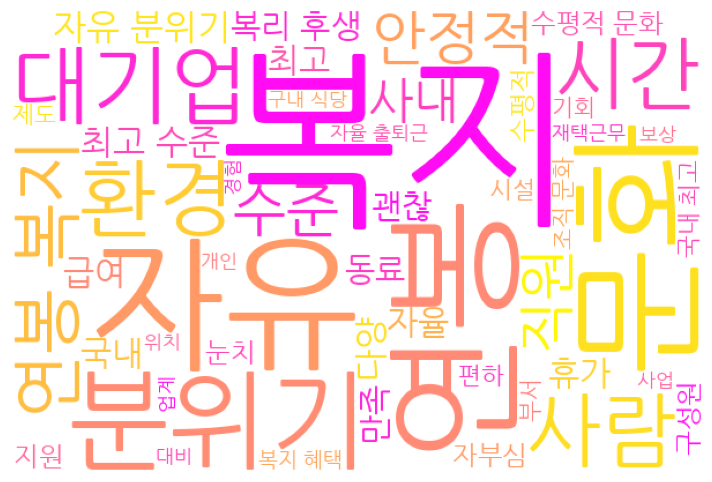 자유 분위기
복리 후생
안정적
수평적 문화
대기업
최고
복지
시간
제도
구내 식당
사내
수평적
기회
최고 수준
자율 출퇴근
재택근무
보상
연봉 복지
환경
경험
수준
괜찮
시설
조직 문화
문화
국내 최고
급여
자유
개인
동료
연봉
직원
국내
위치
눈치
다양
자율
분위기
업계
만족
편하
부서
휴가
사업
사람
구성원
지원
대비
복지 혜택
자부심